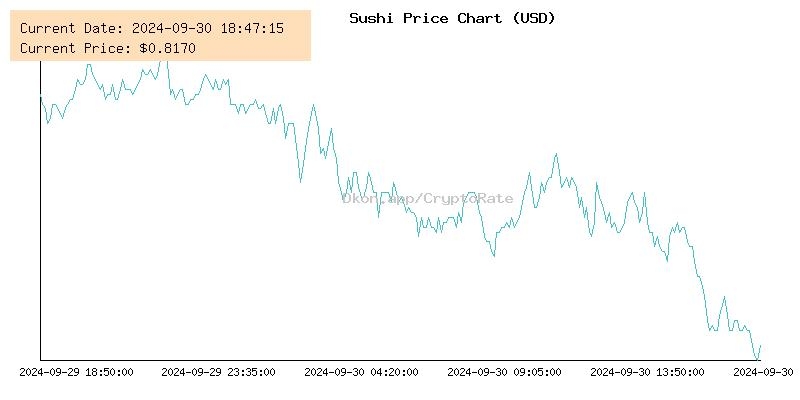 Sushi Price Chart (USD)
Current Date: 2024-09-30 18:47:15
Current Price: $0.8170
Okon.app/CryptoRate
2024-09-29 18:50:00
2024-09-29 23:35:00
2024-09-30 04:20:00
2024-09-30 09:05:00
2024-09-30 13:50:00
2024-09-30